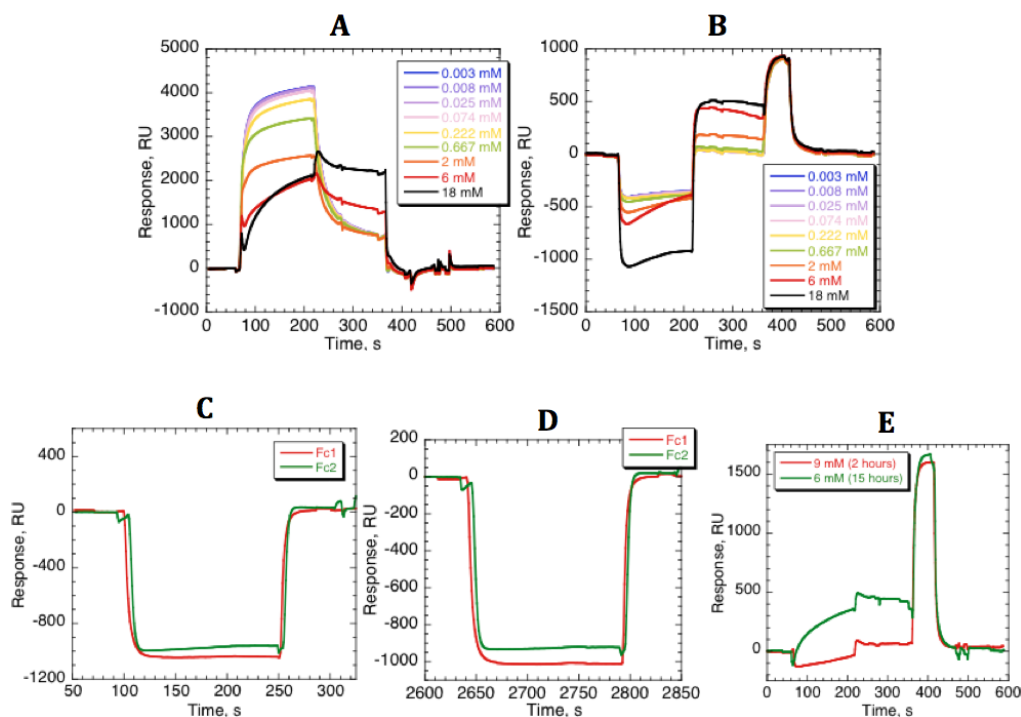 A
5000
4000
3000
2000
1000
0
-1000
Response, RU
0 100 200 300 400 500 600
Time, s
0.003 mM
0.008 mM
0.025 mM
0.074 mM
0.222 mM
0.667 mM
2 mM
6 mM
18 mM
B
1000
500
0
-500
-1000
-1500
Response, RU
0 100 200 300 400 500 600
Time, s
0.003 mM
0.008 mM
0.025 mM
0.074 mM
0.222 mM
0.667 mM
2 mM
6 mM
18 mM
C
400
0
-400
-800
-1200
Response, RU
50 100 150 200 250 300
Time, s
Fc1
Fc2
D
200
0
-200
-400
-600
-800
-1000
Response, RU
2600 2650 2700 2750 2800 2850
Time, s
Fc1
Fc2
E
1500
1000
500
0
Response, RU
0 100 200 300 400 500 600
Time, s
9 mM (2 hours)
6 mM (15 hours)